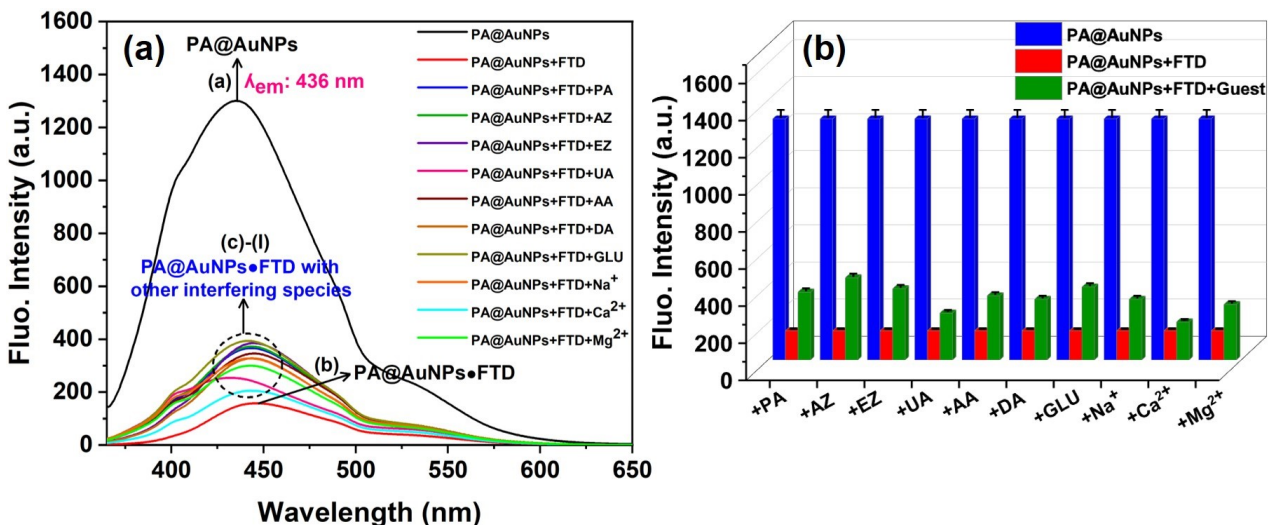 (a)
PA@AuNPs
(a)
λem: 436 nm
(c)-(l)
PA@AuNPs●FTD with
other interfering species
(b)
PA@AuNPs●FTD
PA@AuNPs
PA@AuNPs+FTD
PA@AuNPs+FTD+PA
PA@AuNPs+FTD+AZ
PA@AuNPs+FTD+EZ
PA@AuNPs+FTD+UA
PA@AuNPs+FTD+AA
PA@AuNPs+FTD+DA
PA@AuNPs+FTD+GLU
PA@AuNPs+FTD+Na⁺
PA@AuNPs+FTD+Ca²⁺
PA@AuNPs+FTD+Mg²⁺
Fluo. Intensity (a.u.)
1600
1400
1200
1000
800
600
400
200
0
400
450
500
550
600
650
Wavelength (nm)
(b)
PA@AuNPs
PA@AuNPs+FTD
PA@AuNPs+FTD+Guest
Fluo. Intensity (a.u.)
1600
1400
1200
1000
800
600
400
200
0
+PA
+AZ
+EZ
+UA
+AA
+DA
+GLU
+Na⁺
+Ca²⁺
+Mg²⁺